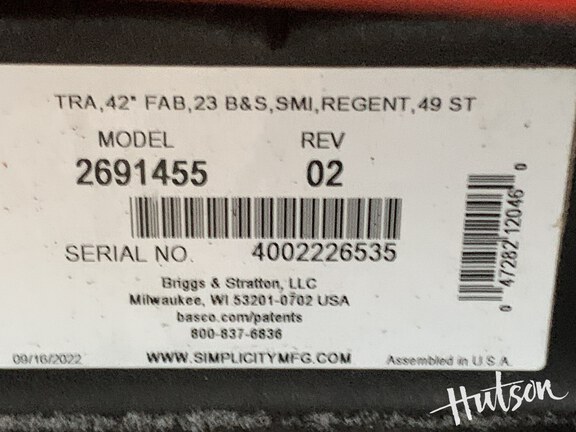 TRA,42" FAB,23 B&S,SMI,REGENT,49 ST
MODEL REV
2691455 02
SERIAL NO. 4002226535
0 47282 12046 0
Briggs & Stratton, LLC
Milwaukee, WI 53201-0702 USA
basco.com/patents
800-837-6836
09/16/2022 WWW.SIMPLICITYMFG.COM Assembled in U.S.A.
Hutson